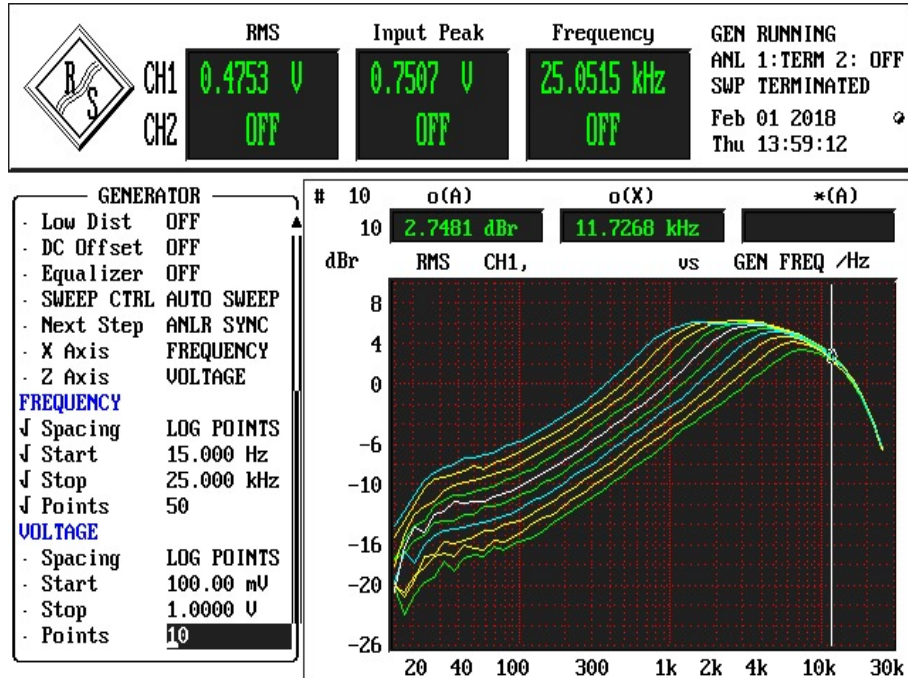 RMS Input Peak Frequency
R S
CH1 0.4753 V 0.7507 V 25.0515 kHz
CH2 OFF OFF OFF
GEN RUNNING
ANL 1:TERM 2: OFF
SWP TERMINATED
Feb 01 2018
Thu 13:59:12
GENERATOR
· Low Dist OFF
· DC Offset OFF
· Equalizer OFF
· SWEEP CTRL AUTO SWEEP
· Next Step ANLR SYNC
· X Axis FREQUENCY
· Z Axis VOLTAGE
FREQUENCY
√ Spacing LOG POINTS
√ Start 15.000 Hz
√ Stop 25.000 kHz
√ Points 50
VOLTAGE
· Spacing LOG POINTS
· Start 100.00 mV
· Stop 1.0000 V
· Points 10
# 10 o(A) o(X) *(A)
10 2.7481 dBr 11.7268 kHz
dBr RMS CH1, vs GEN FREQ /Hz
8
4
0
-6
-10
-16
-20
-26
20 40 100 300 1k 2k 4k 10k 30k